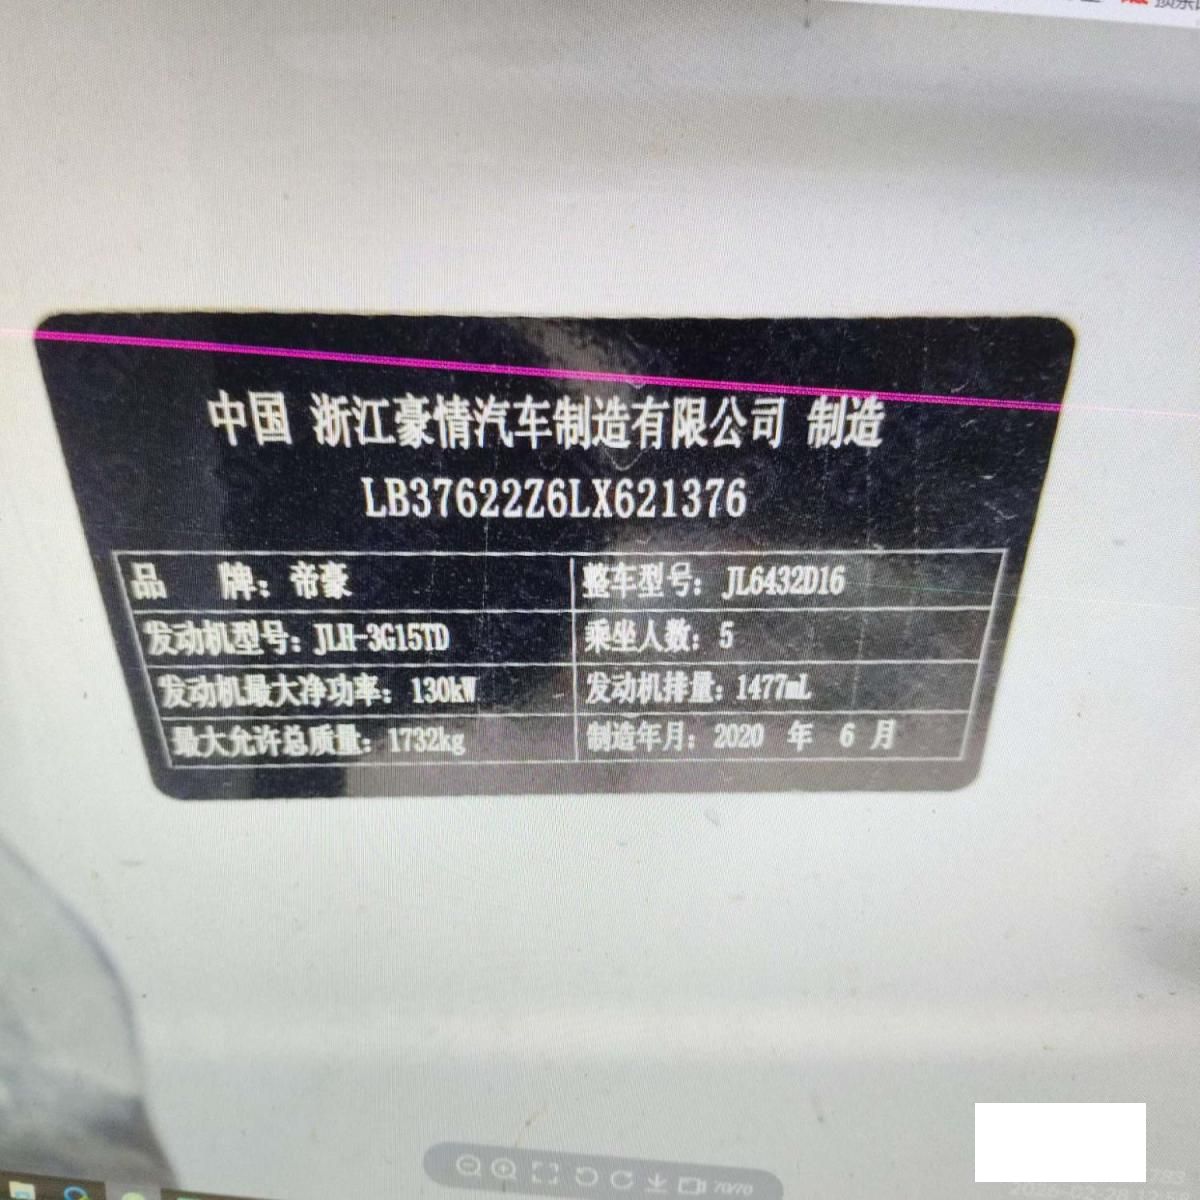 中国 浙江豪情汽车制造有限公司 制造
LB37622Z6LX621376
品 牌：帝豪 整车型号：JL6432D16
发动机型号：JLH-3G15TD 乘坐人数：5
发动机最大净功率：130kW 发动机排量：1477mL
最大允许总质量：1732kg 制造年月：2020 年 6 月
70/70